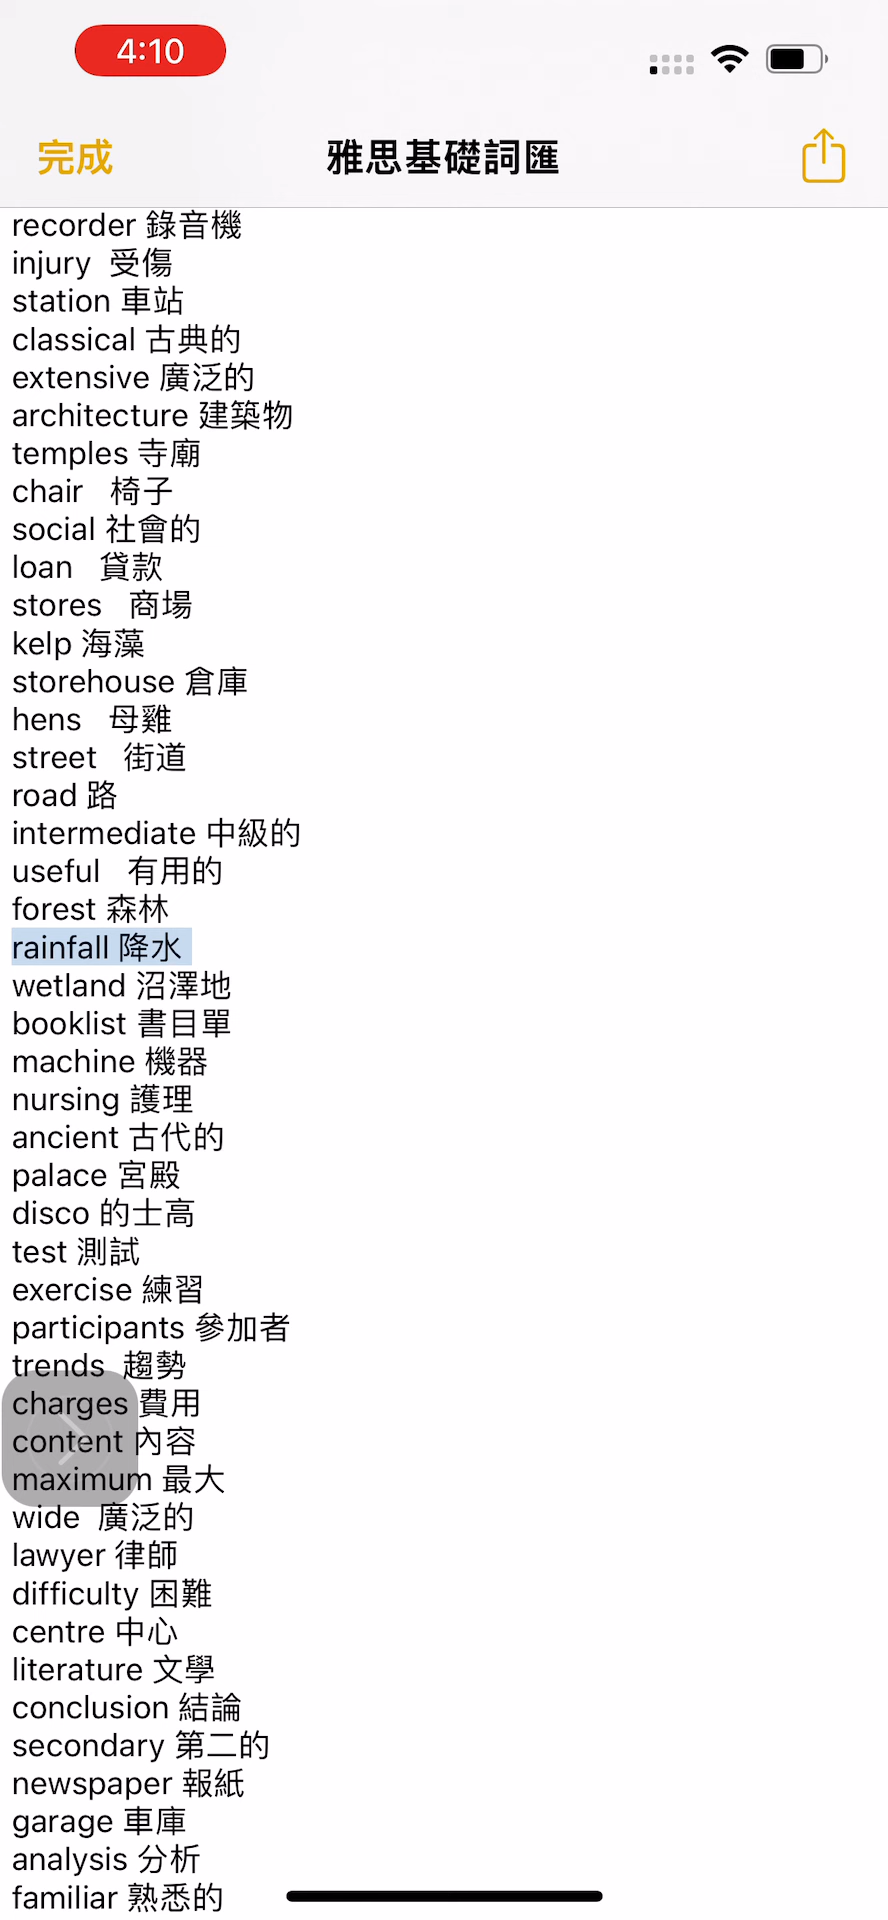 4:10
完成
雅思基礎詞匯
recorder 錄音機
injury 受傷
station 車站
classical 古典的
extensive 廣泛的
architecture 建築物
temples 寺廟
chair 椅子
social 社會的
loan 貸款
stores 商場
kelp 海藻
storehouse 倉庫
hens 母雞
street 街道
road 路
intermediate 中級的
useful 有用的
forest 森林
rainfall 降水
wetland 沼澤地
booklist 書目單
machine 機器
nursing 護理
ancient 古代的
palace 宮殿
disco 的士高
test 測試
exercise 練習
participants 參加者
trends 趨勢
charges 費用
content 內容
maximum 最大
wide 廣泛的
lawyer 律師
difficulty 困難
centre 中心
literature 文學
conclusion 結論
secondary 第二的
newspaper 報紙
garage 車庫
analysis 分析
familiar 熟悉的